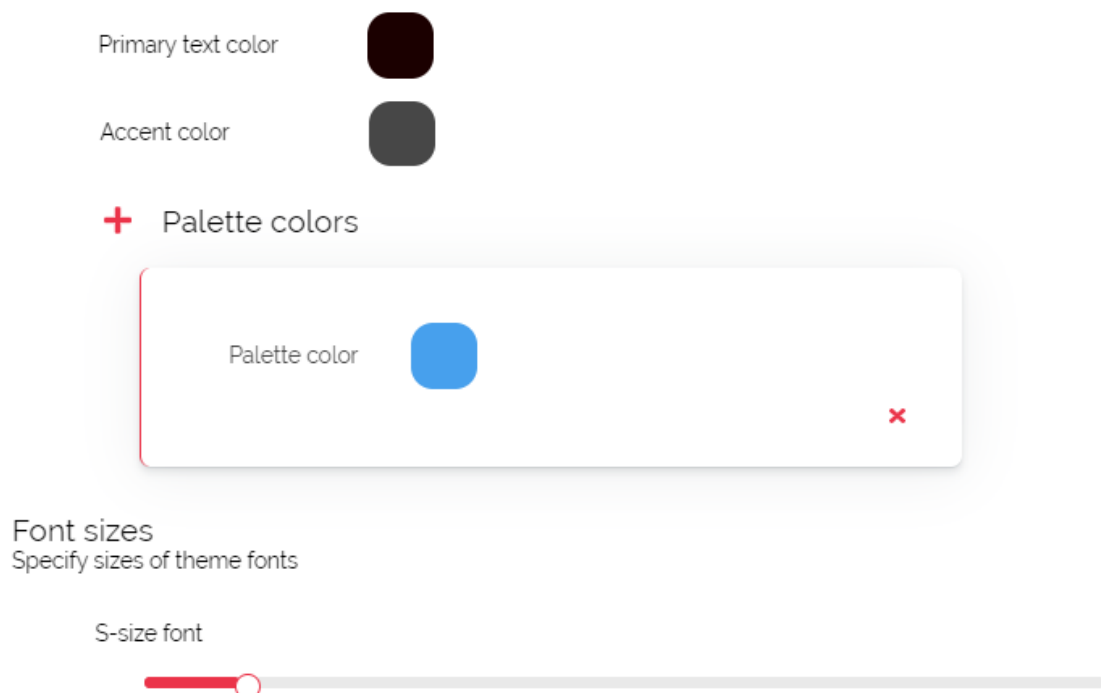 Primary text color
Accent color
Palette colors
Palette color
Font sizes
Specify sizes of theme fonts
S-size font